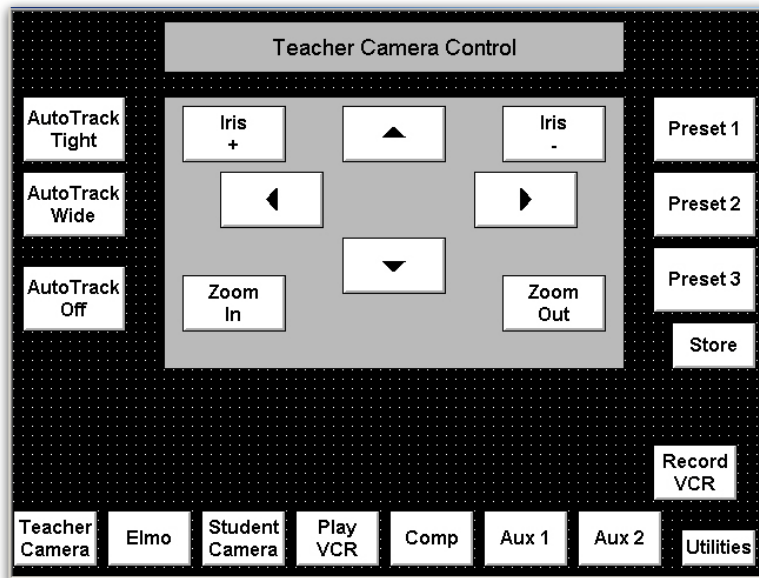 Teacher Camera Control
AutoTrack
Tight
Iris
+
Iris
-
Preset 1
AutoTrack
Wide
Preset 2
AutoTrack
Off
Zoom
In
Zoom
Out
Preset 3
Store
Record
VCR
Teacher
Camera
Elmo
Student
Camera
Play
VCR
Comp
Aux 1
Aux 2
Utilities